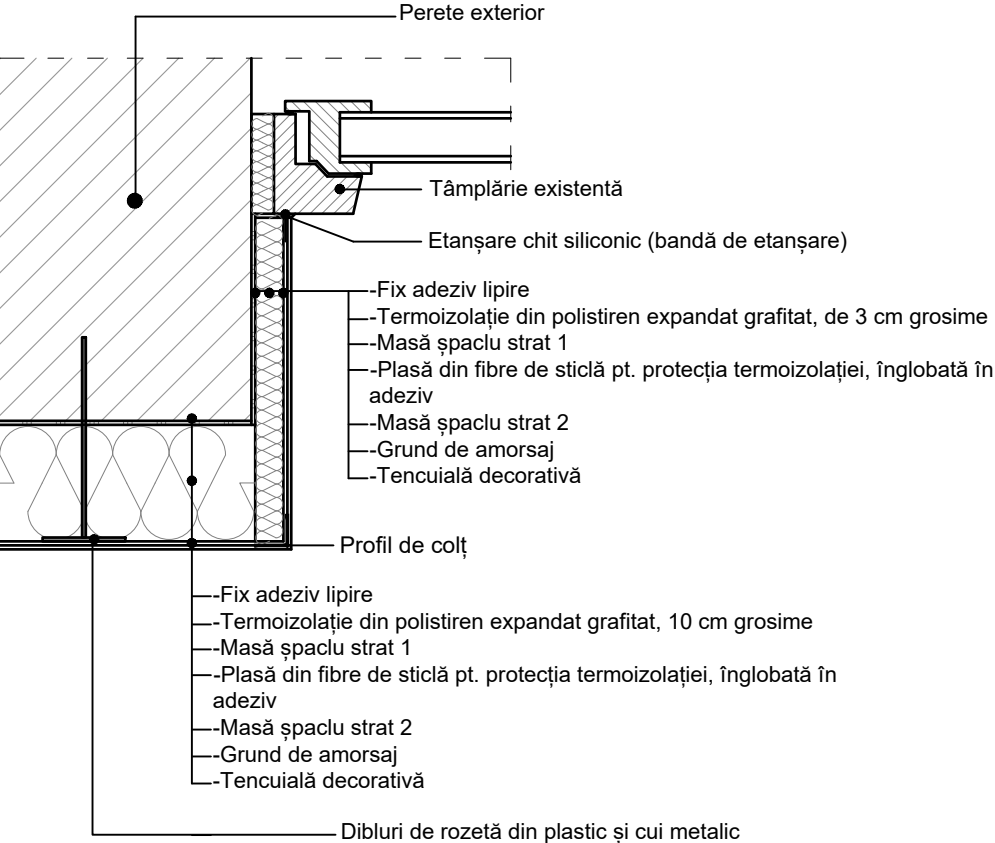 Perete exterior
Tâmplărie existentă
Etanșare chit siliconic (bandă de etanșare)
-Fix adeziv lipire
-Termoizolație din polistiren expandat grafitat, de 3 cm grosime
-Masă șpaclu strat 1
-Plasă din fibre de sticlă pt. protecția termoizolației, înglobată în
adeziv
-Masă șpaclu strat 2
-Grund de amorsaj
-Tencuială decorativă
Profil de colț
-Fix adeziv lipire
-Termoizolație din polistiren expandat grafitat, 10 cm grosime
-Masă șpaclu strat 1
-Plasă din fibre de sticlă pt. protecția termoizolației, înglobată în
adeziv
-Masă șpaclu strat 2
-Grund de amorsaj
-Tencuială decorativă
Dibluri de rozetă din plastic și cui metalic